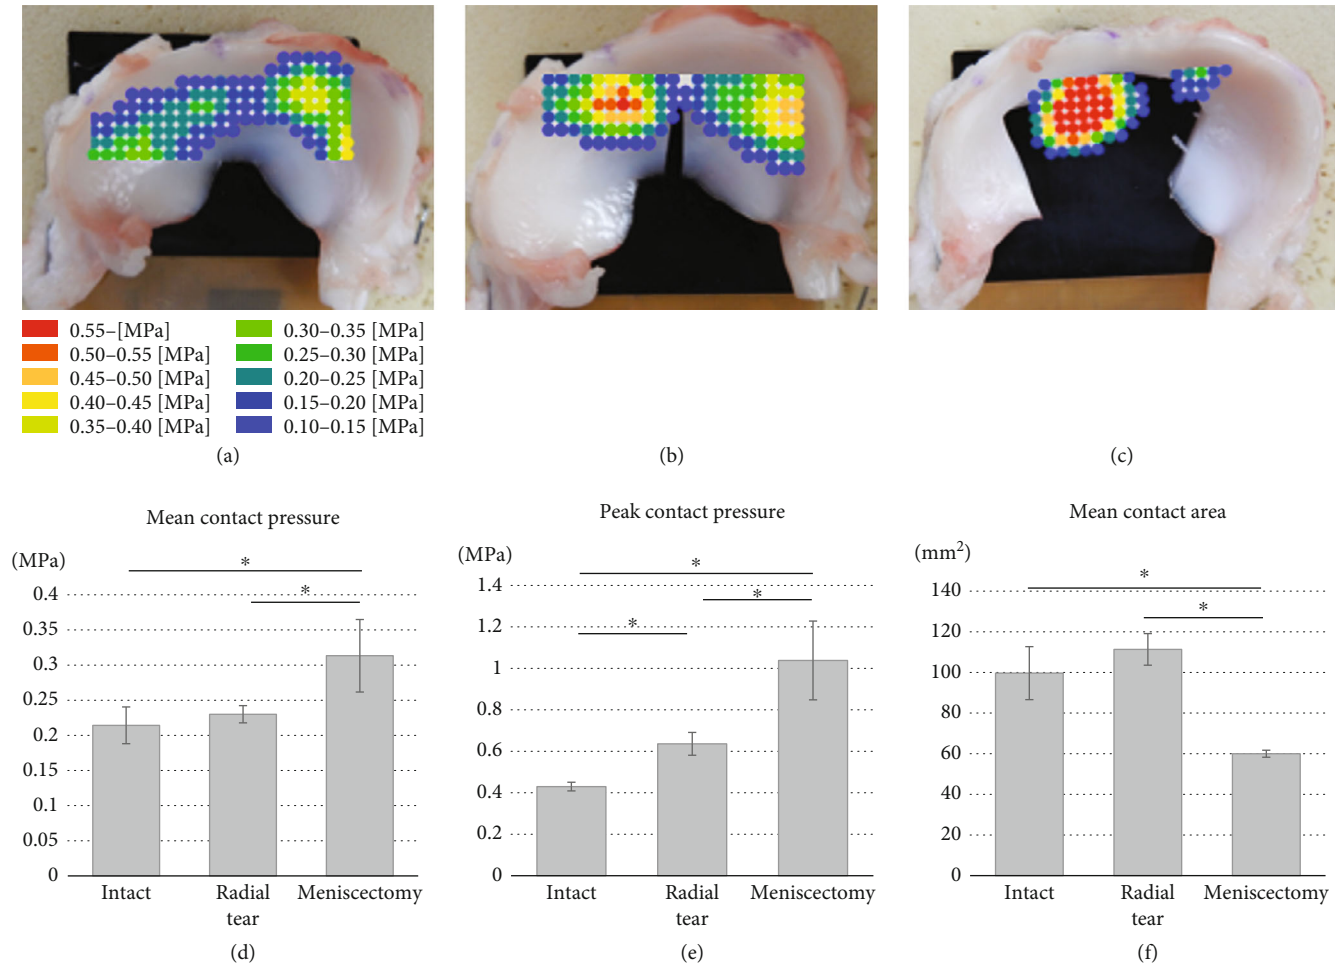 0.55–[MPa]
0.50–0.55 [MPa]
0.45–0.50 [MPa]
0.40–0.45 [MPa]
0.35–0.40 [MPa]
0.30–0.35 [MPa]
0.25–0.30 [MPa]
0.20–0.25 [MPa]
0.15–0.20 [MPa]
0.10–0.15 [MPa]
(a)
(b)
(c)
Mean contact pressure
(MPa)
*
*
0.4
0.35
0.3
0.25
0.2
0.15
0.1
0.05
0
Intact
Radial
tear
Meniscectomy
(d)
Peak contact pressure
(MPa)
*
*
*
1.4
1.2
1
0.8
0.6
0.4
0.2
0
Intact
Radial
tear
Meniscectomy
(e)
Mean contact area
(mm²)
*
*
140
120
100
80
60
40
20
0
Intact
Radial
tear
Meniscectomy
(f)